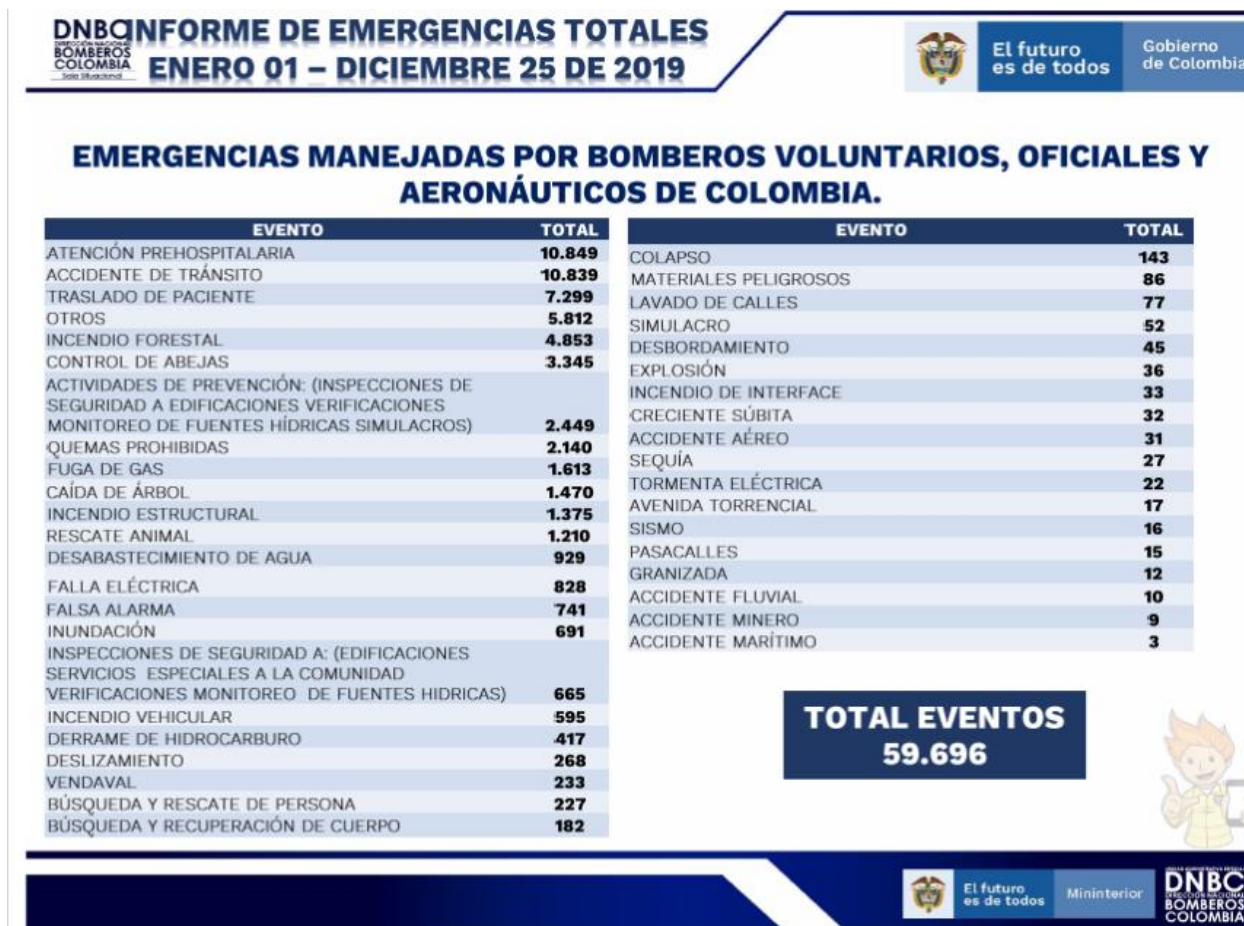 DNBC
DIRECCIÓN NACIONAL
BOMBEROS
COLOMBIA
Sala Situacional
INFORME DE EMERGENCIAS TOTALES
ENERO 01 – DICIEMBRE 25 DE 2019
El futuro
es de todos
Gobierno
de Colombia
EMERGENCIAS MANEJADAS POR BOMBEROS VOLUNTARIOS, OFICIALES Y
AERONÁUTICOS DE COLOMBIA.
EVENTO TOTAL
ATENCIÓN PREHOSPITALARIA 10.849
ACCIDENTE DE TRÁNSITO 10.839
TRASLADO DE PACIENTE 7.299
OTROS 5.812
INCENDIO FORESTAL 4.853
CONTROL DE ABEJAS 3.345
ACTIVIDADES DE PREVENCIÓN: (INSPECCIONES DE
SEGURIDAD A EDIFICACIONES VERIFICACIONES
MONITOREO DE FUENTES HÍDRICAS SIMULACROS) 2.449
QUEMAS PROHIBIDAS 2.140
FUGA DE GAS 1.613
CAÍDA DE ÁRBOL 1.470
INCENDIO ESTRUCTURAL 1.375
RESCATE ANIMAL 1.210
DESABASTECIMIENTO DE AGUA 929
FALLA ELÉCTRICA 828
FALSA ALARMA 741
INUNDACIÓN 691
INSPECCIONES DE SEGURIDAD A: (EDIFICACIONES
SERVICIOS ESPECIALES A LA COMUNIDAD
VERIFICACIONES MONITOREO DE FUENTES HIDRICAS) 665
INCENDIO VEHICULAR 595
DERRAME DE HIDROCARBURO 417
DESLIZAMIENTO 268
VENDAVAL 233
BÚSQUEDA Y RESCATE DE PERSONA 227
BÚSQUEDA Y RECUPERACIÓN DE CUERPO 182
EVENTO TOTAL
COLAPSO 143
MATERIALES PELIGROSOS 86
LAVADO DE CALLES 77
SIMULACRO 52
DESBORDAMIENTO 45
EXPLOSIÓN 36
INCENDIO DE INTERFACE 33
CRECIENTE SÚBITA 32
ACCIDENTE AÉREO 31
SEQUÍA 27
TORMENTA ELÉCTRICA 22
AVENIDA TORRENCIAL 17
SISMO 16
PASACALLES 15
GRANIZADA 12
ACCIDENTE FLUVIAL 10
ACCIDENTE MINERO 9
ACCIDENTE MARÍTIMO 3
TOTAL EVENTOS
59.696
El futuro
es de todos
Mininterior
DNBC
DIRECCIÓN NACIONAL
BOMBEROS
COLOMBIA